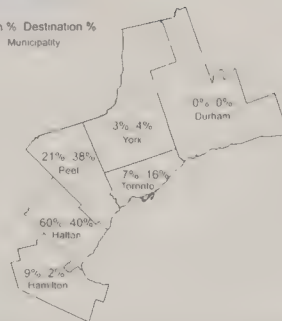 % Destination %
Municipality
0% 0%
Durham
3% 4%
York
21% 38%
Peel
7% 16%
Toronto
60% 40%
Halton
9% 2%
Hamilton